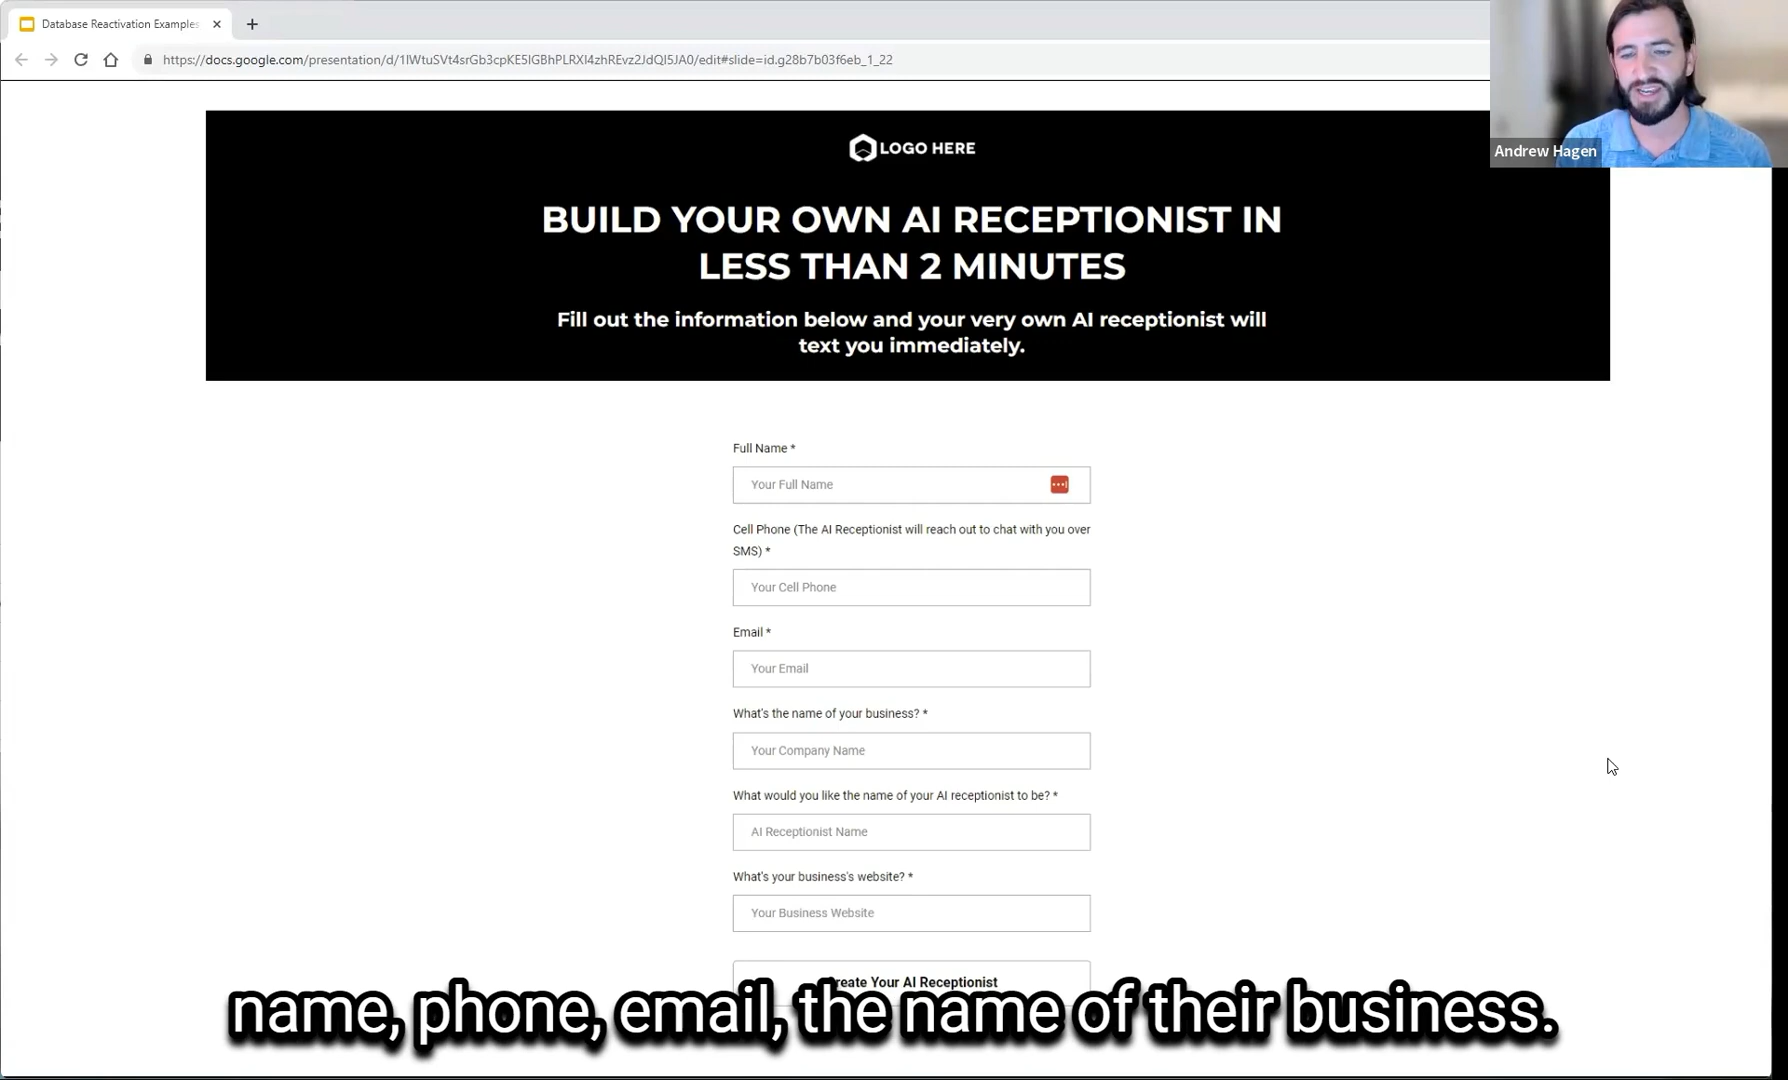 Database Reactivation Examples
https://docs.google.com/presentation/d/1lWtuSVt4srGb3cpKE5lGBhPLRXl4zhREvz2JdQl5JA0/edit#slide=id.g28b7b03f6eb_1_22
Andrew Hagen
LOGO HERE
BUILD YOUR OWN AI RECEPTIONIST IN
LESS THAN 2 MINUTES
Fill out the information below and your very own AI receptionist will
text you immediately.
Full Name *
Your Full Name
Cell Phone (The AI Receptionist will reach out to chat with you over
SMS) *
Your Cell Phone
Email *
Your Email
What's the name of your business? *
Your Company Name
What would you like the name of your AI receptionist to be? *
AI Receptionist Name
What's your business's website? *
Your Business Website
Create Your AI Receptionist
name, phone, email, the name of their business.